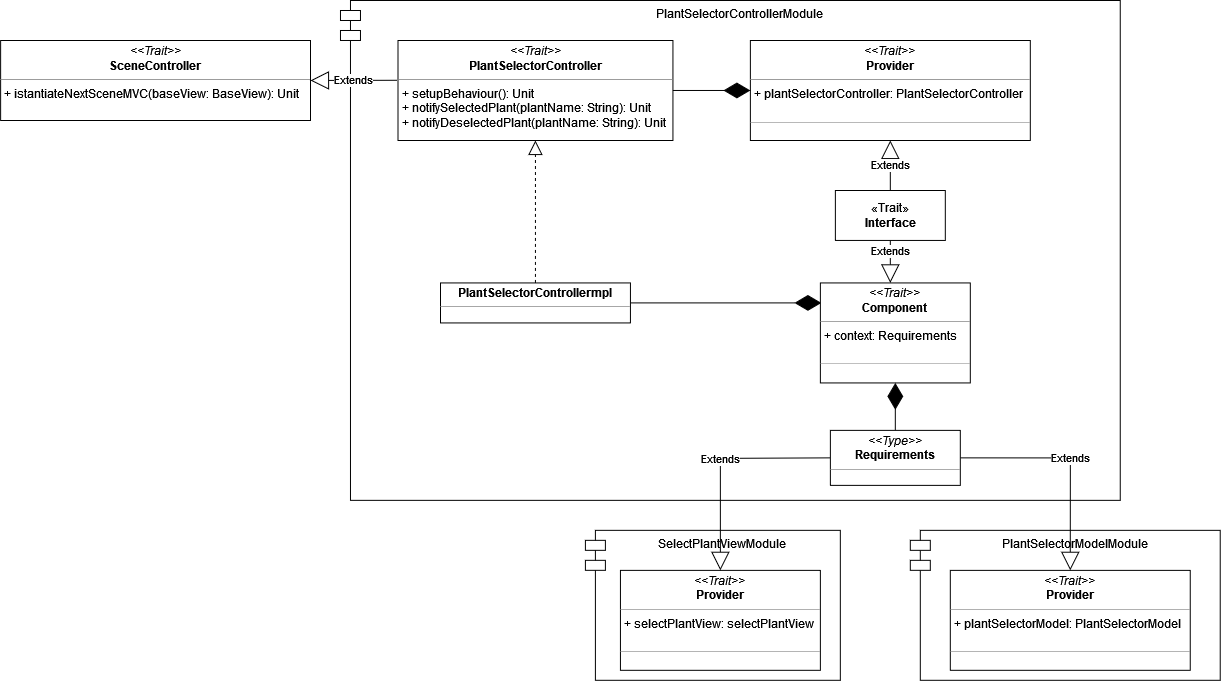 PlantSelectorControllerModule
<<Trait>>
SceneController
+ istantiateNextSceneMVC(baseView: BaseView): Unit
Extends
<<Trait>>
PlantSelectorController
+ setupBehaviour(): Unit
+ notifySelectedPlant(plantName: String): Unit
+ notifyDeselectedPlant(plantName: String): Unit
<<Trait>>
Provider
+ plantSelectorController: PlantSelectorController
Extends
«Trait»
Interface
Extends
PlantSelectorControllermpl
<<Trait>>
Component
+ context: Requirements
<<Type>>
Requirements
Extends
Extends
SelectPlantViewModule
<<Trait>>
Provider
+ selectPlantView: selectPlantView
PlantSelectorModelModule
<<Trait>>
Provider
+ plantSelectorModel: PlantSelectorModel